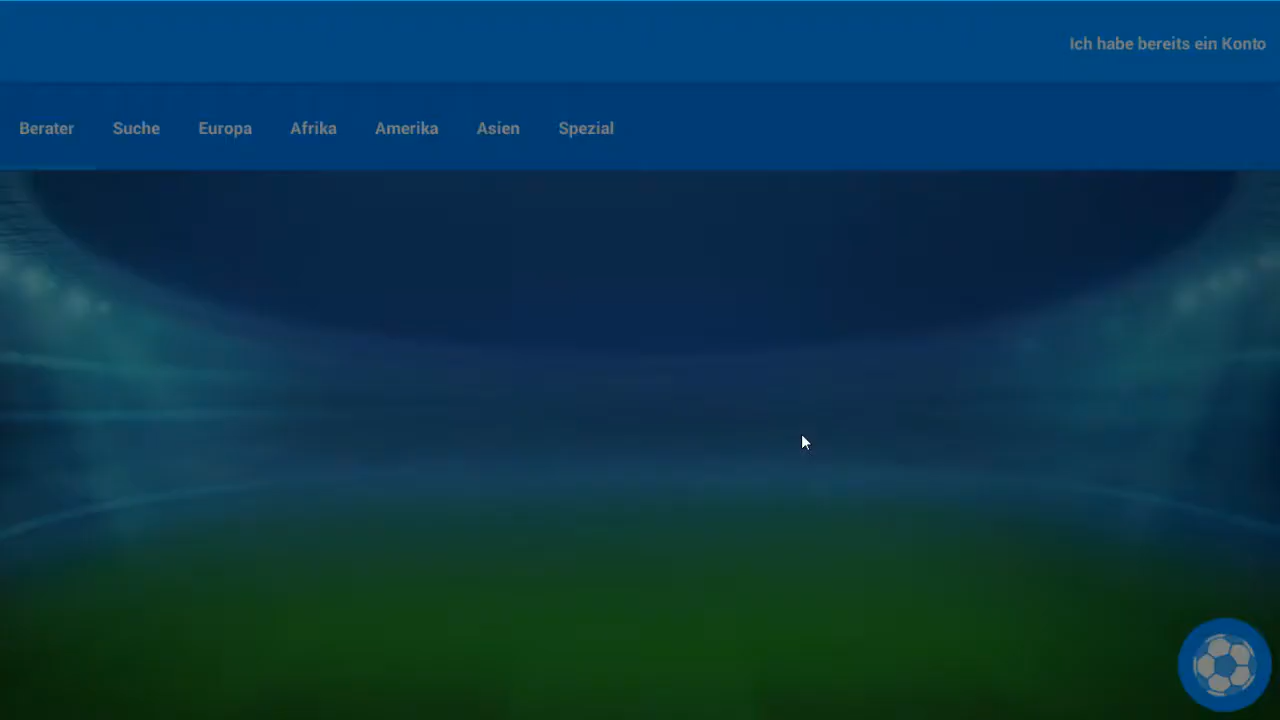 Ich habe bereits ein Konto
Berater Suche Europa Afrika Amerika Asien Spezial